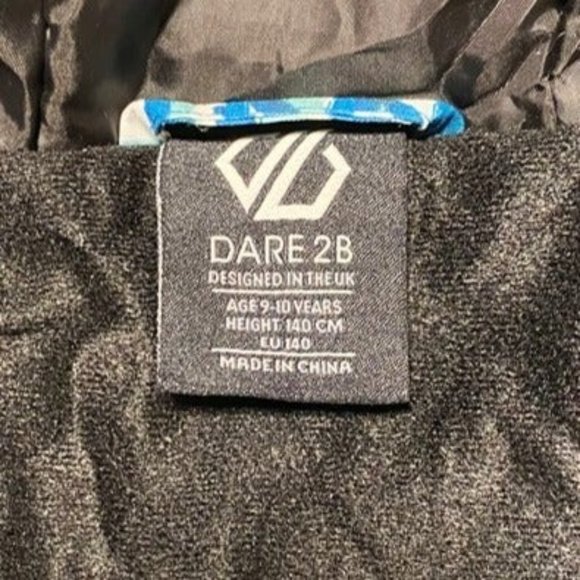 DARE 2B
DESIGNED IN THE UK
AGE 9-10 YEARS
HEIGHT 140 CM
EU 140
MADE IN CHINA